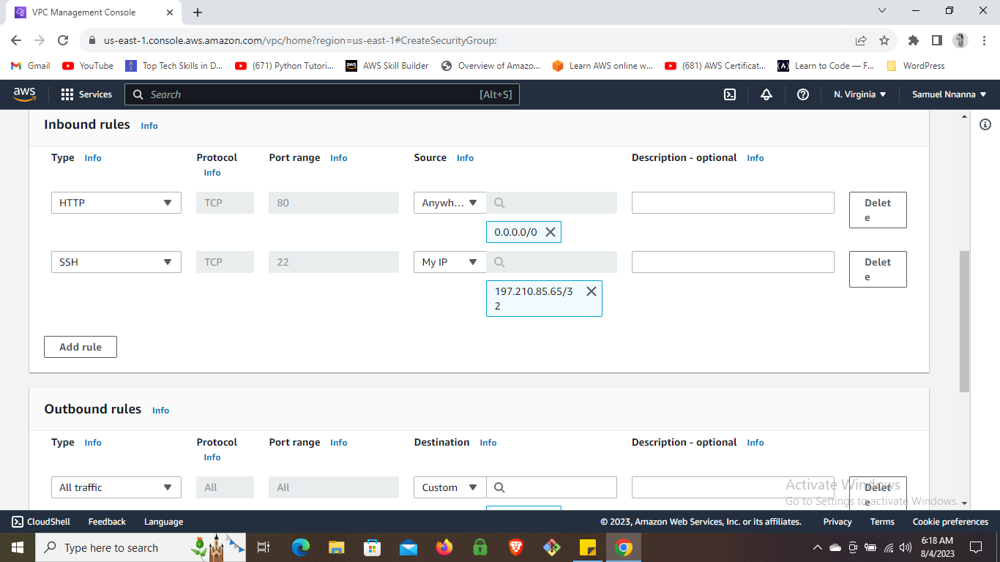 VPC Management Console
us-east-1.console.aws.amazon.com/vpc/home?region=us-east-1#CreateSecurityGroup:
Gmail YouTube Top Tech Skills in D... (671) Python Tutori... aws AWS Skill Builder Overview of Amazo... Learn AWS online w... (681) AWS Certificat... Learn to Code — F... WordPress
aws Services Search [Alt+S] N. Virginia Samuel Nnanna
Inbound rules Info
Type Info Protocol Port range Info Source Info Description - optional Info
Info
HTTP TCP 80 Anywh... Delet
e
0.0.0.0/0
SSH TCP 22 My IP Delet
e
197.210.85.65/3
2
Add rule
Outbound rules Info
Type Info Protocol Port range Info Destination Info Description - optional Info
Info
All traffic All All Custom Delet
e
Activate Windows
Go to Settings to activate Windows.
CloudShell Feedback Language © 2023, Amazon Web Services, Inc. or its affiliates. Privacy Terms Cookie preferences
Type here to search 6:18 AM
8/4/2023